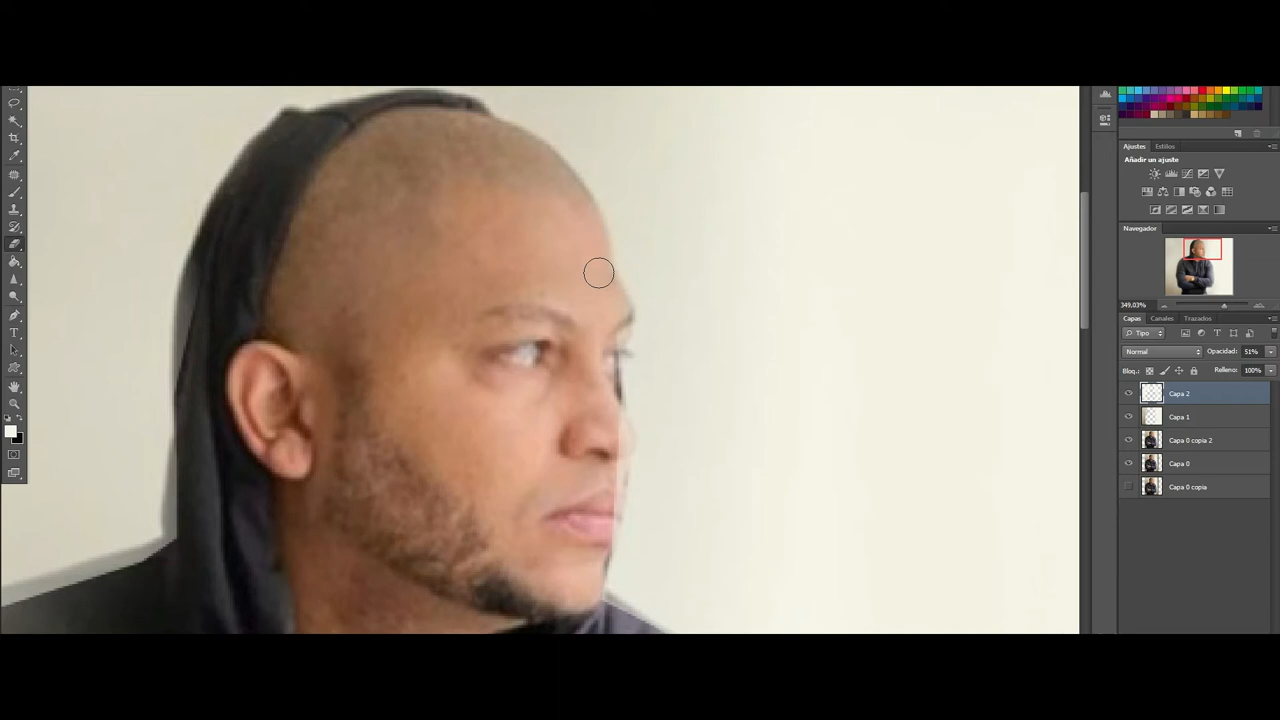 Ajustes Estilos
Añadir un ajuste
Navegador
349,03%
Capas Canales Trazados
Tipo
Normal Opacidad: 51%
Bloq.: Relleno: 100%
Capa 2
Capa 1
Capa 0 copia 2
Capa 0
Capa 0 copia